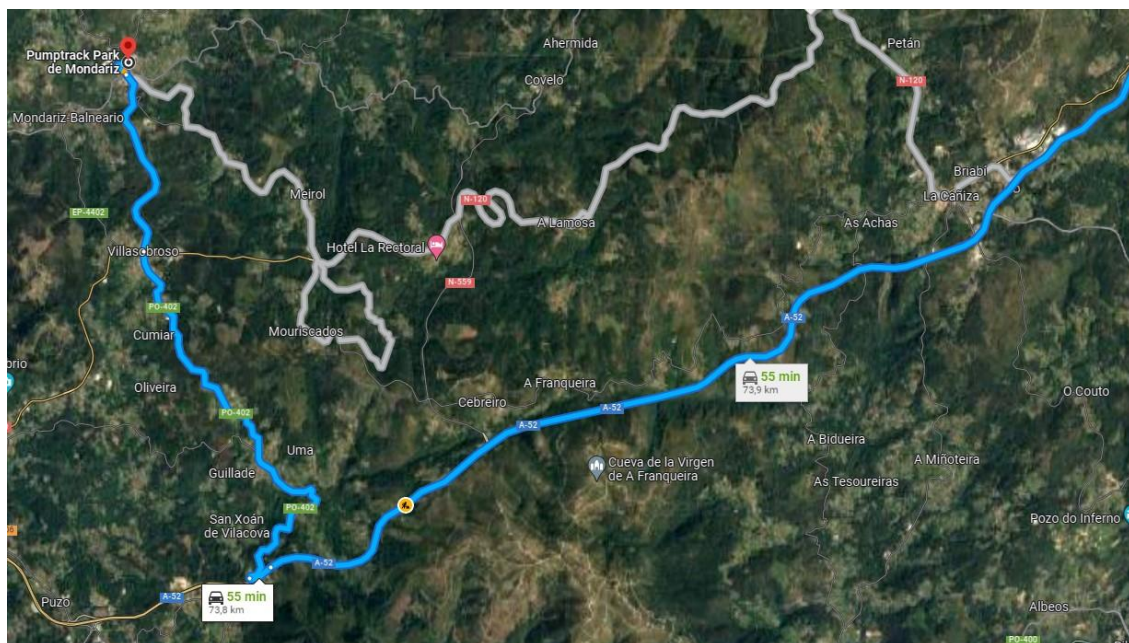 Pumptrack Park
de Mondariz
Ahermida
Petán
N-120
Covelo
Mondariz-Balneario
Briabí
Meirol
La Cañiza
EP-4402
N-120
A Lamosa
As Achas
Hotel La Rectoral
Villasobroso
N-559
PO-402
A-52
Cumiar
Mouriscados
55 min
73,9 km
A Franqueira
Oliveira
Cebreiro
O Couto
PO-402
A-52
A-52
Uma
A Bidueira
Guillade
Cueva de la Virgen
de A Franqueira
A Miñoteira
As Tesoureiras
PO-402
San Xoán
de Vilacova
Pozo do Inferno
A-52
55 min
73,8 km
A-52
Puzo
Albeos
PO-400